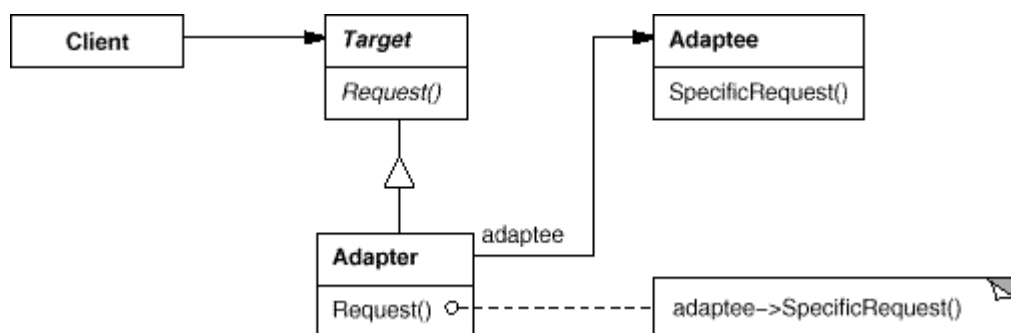 Client
Target
Request()
Adaptee
SpecificRequest()
adaptee
Adapter
Request()
adaptee->SpecificRequest()